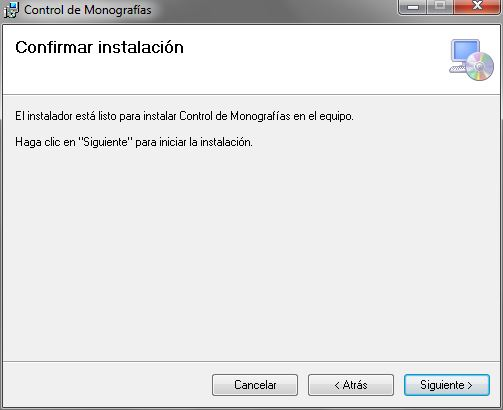 Control de Monografías
Confirmar instalación
El instalador está listo para instalar Control de Monografías en el equipo.
Haga clic en "Siguiente" para iniciar la instalación.
Cancelar
< Atrás
Siguiente >